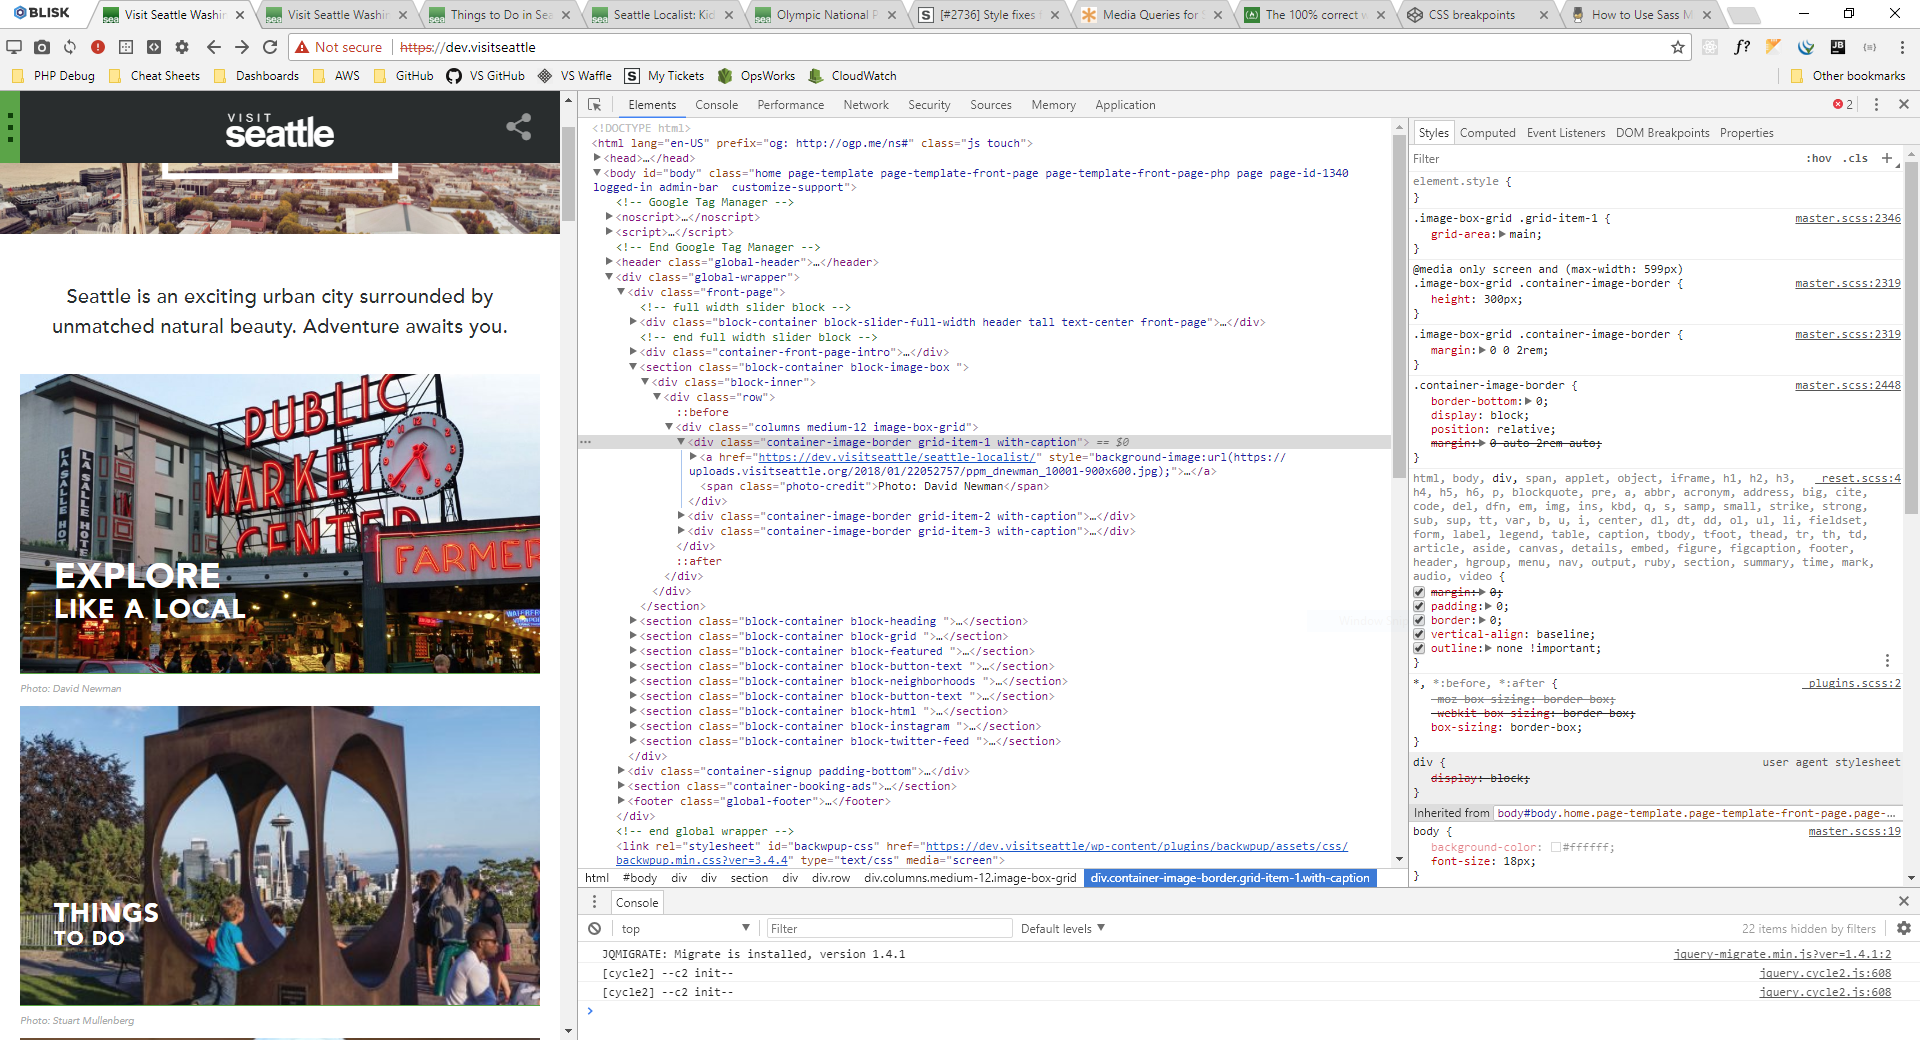 BLISK
Visit Seattle Washin
Visit Seattle Washin
Things to Do in Sea
Seattle Localist: Kid
Olympic National P
[#2736] Style fixes f
Media Queries for S
The 100% correct w
CSS breakpoints
How to Use Sass M
Not secure https://dev.visitseattle
PHP Debug Cheat Sheets Dashboards AWS GitHub VS GitHub VS Waffle My Tickets OpsWorks CloudWatch Other bookmarks
VISIT
seattle
Seattle is an exciting urban city surrounded by
unmatched natural beauty. Adventure awaits you.
PUBLIC
MARKET
CENTER
FARMER
LA SALLE HOTEL
LASALLE HOTEL
EXPLORE
LIKE A LOCAL
Photo: David Newman
THINGS
TO DO
Photo: Stuart Mullenberg
Elements Console Performance Network Security Sources Memory Application 2
<!DOCTYPE html>
<html lang="en-US" prefix="og: http://ogp.me/ns#" class="js touch">
<head>…</head>
<body id="body" class="home page-template page-template-front-page page-template-front-page-php page page-id-1340
logged-in admin-bar  customize-support">
<!-- Google Tag Manager -->
<noscript>…</noscript>
<script>…</script>
<!-- End Google Tag Manager -->
<header class="global-header">…</header>
<div class="global-wrapper">
<div class="front-page">
<!-- full width slider block -->
<div class="block-container block-slider-full-width header tall text-center front-page">…</div>
<!-- end full width slider block -->
<div class="container-front-page-intro">…</div>
<section class="block-container block-image-box ">
<div class="block-inner">
<div class="row">
::before
<div class="columns medium-12 image-box-grid">
<div class="container-image-border grid-item-1 with-caption"> == $0
<a href="https://dev.visitseattle/seattle-localist/" style="background-image:url(https://
uploads.visitseattle.org/2018/01/22052757/ppm_dnewman_10001-900x600.jpg);">…</a>
<span class="photo-credit">Photo: David Newman</span>
</div>
<div class="container-image-border grid-item-2 with-caption">…</div>
<div class="container-image-border grid-item-3 with-caption">…</div>
</div>
::after
</div>
</div>
</section>
<section class="block-container block-heading ">…</section>
<section class="block-container block-grid ">…</section>
<section class="block-container block-featured ">…</section>
<section class="block-container block-button-text ">…</section>
<section class="block-container block-neighborhoods ">…</section>
<section class="block-container block-button-text ">…</section>
<section class="block-container block-html ">…</section>
<section class="block-container block-instagram ">…</section>
<section class="block-container block-twitter-feed ">…</section>
</div>
<div class="container-signup padding-bottom">…</div>
<section class="container-booking-ads">…</section>
<footer class="global-footer">…</footer>
</div>
<!-- end global wrapper -->
<link rel="stylesheet" id="backwpup-css" href="https://dev.visitseattle/wp-content/plugins/backwpup/assets/css/
backwpup.min.css?ver=3.4.4" type="text/css" media="screen">
html #body div div section div div.row div.columns.medium-12.image-box-grid div.container-image-border.grid-item-1.with-caption
Styles Computed Event Listeners DOM Breakpoints Properties
Filter :hov .cls +
element.style {
}
.image-box-grid .grid-item-1 { master.scss:2346
grid-area: main;
}
@media only screen and (max-width: 599px)
.image-box-grid .container-image-border { master.scss:2319
height: 300px;
}
.image-box-grid .container-image-border { master.scss:2319
margin: 0 0 2rem;
}
.container-image-border { master.scss:2448
border-bottom: 0;
display: block;
position: relative;
margin: 0 auto 2rem auto;
}
html, body, div, span, applet, object, iframe, h1, h2, h3, _reset.scss:4
h4, h5, h6, p, blockquote, pre, a, abbr, acronym, address, big, cite,
code, del, dfn, em, img, ins, kbd, q, s, samp, small, strike, strong,
sub, sup, tt, var, b, u, i, center, dl, dt, dd, ol, ul, li, fieldset,
form, label, legend, table, caption, tbody, tfoot, thead, tr, th, td,
article, aside, canvas, details, embed, figure, figcaption, footer,
header, hgroup, menu, nav, output, ruby, section, summary, time, mark,
audio, video {
margin: 0;
padding: 0;
border: 0;
vertical-align: baseline;
outline: none !important;
}
*, *:before, *:after { _plugins.scss:2
-moz-box-sizing: border-box;
-webkit-box-sizing: border-box;
box-sizing: border-box;
}
div { user agent stylesheet
display: block;
}
Inherited from body#body.home.page-template.page-template-front-page.page-…
body { master.scss:19
background-color: #ffffff;
font-size: 18px;
}
Console
top Filter Default levels 22 items hidden by filters
JQMIGRATE: Migrate is installed, version 1.4.1 jquery-migrate.min.js?ver=1.4.1:2
[cycle2] --c2 init-- jquery.cycle2.js:608
[cycle2] --c2 init-- jquery.cycle2.js:608